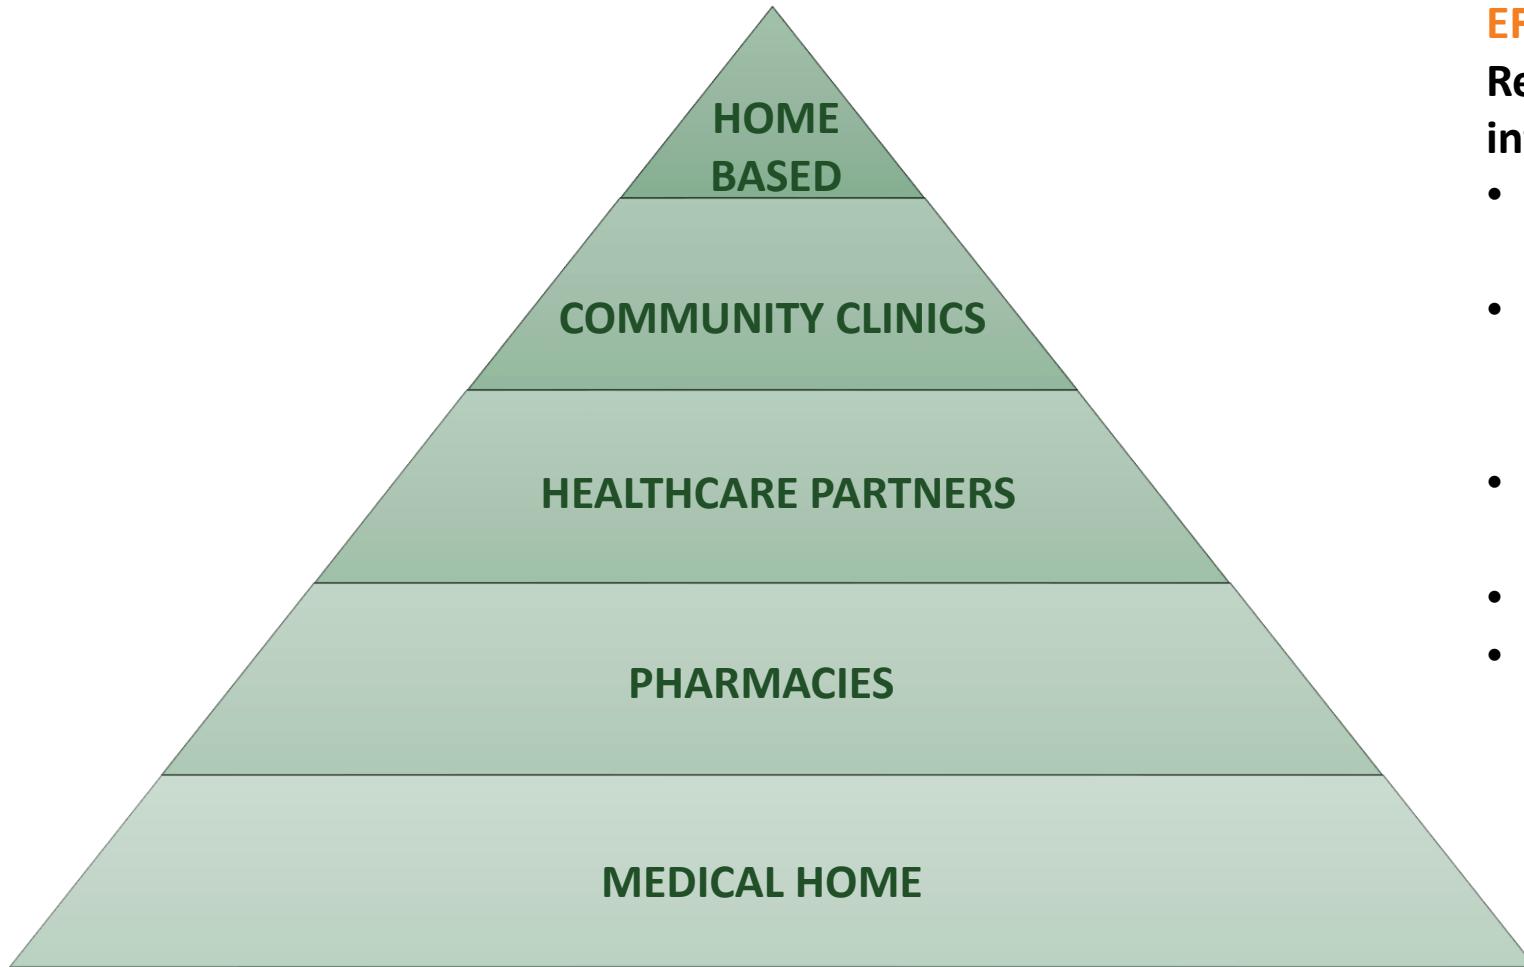 HOME
BASED
COMMUNITY CLINICS
HEALTHCARE PARTNERS
PHARMACIES
MEDICAL HOME